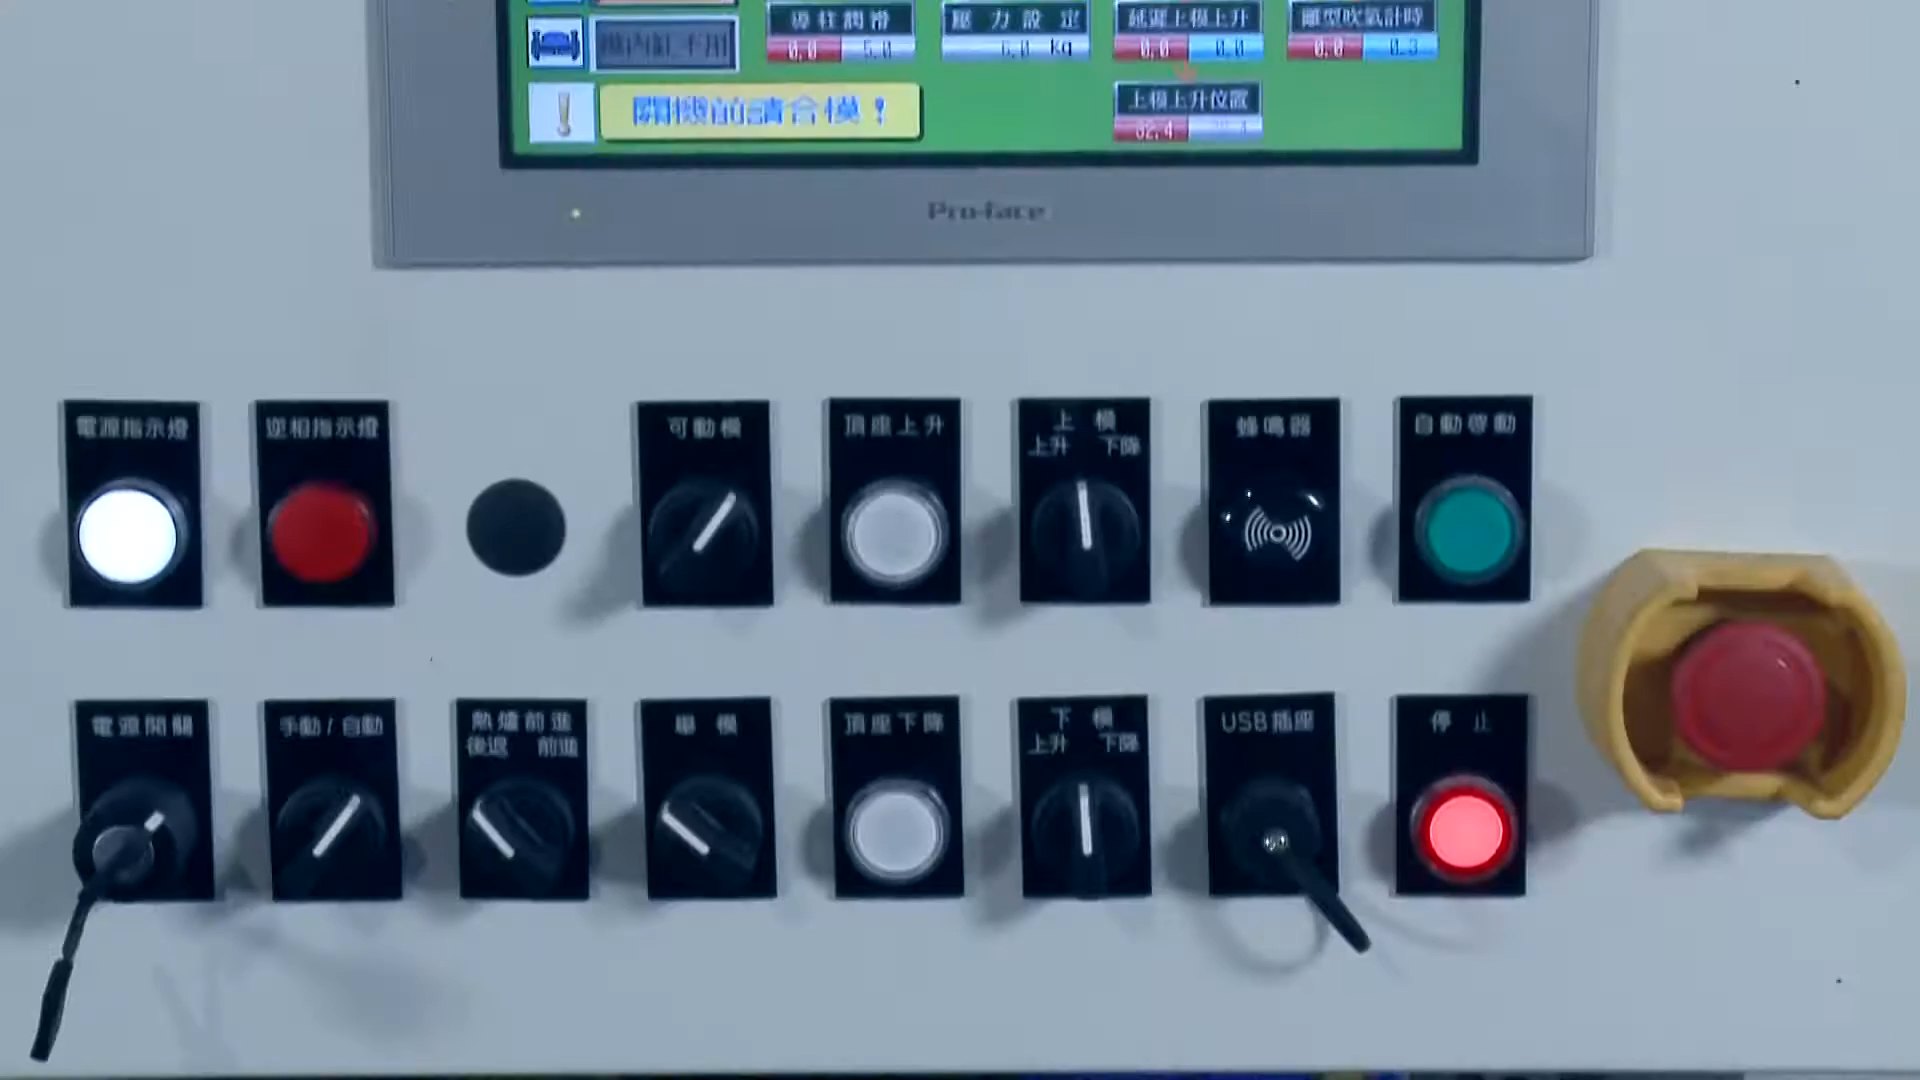 導柱潤滑 壓力設定 延遲上模上升 離型吹氣計時
0.0 5.0 6.0 Kg 0.0 0.0 0.0 0.3
關機前請合模！ 上模上升位置
32.4
Pro-face
電源指示燈 逆相指示燈 可動模 頂座上升 上 模 蜂鳴器 自動啓動
上升 下降
電源開關 手動/自動 熱爐前進 單 模 頂座下降 下 模 USB插座 停 止
後退 前進 上升 下降